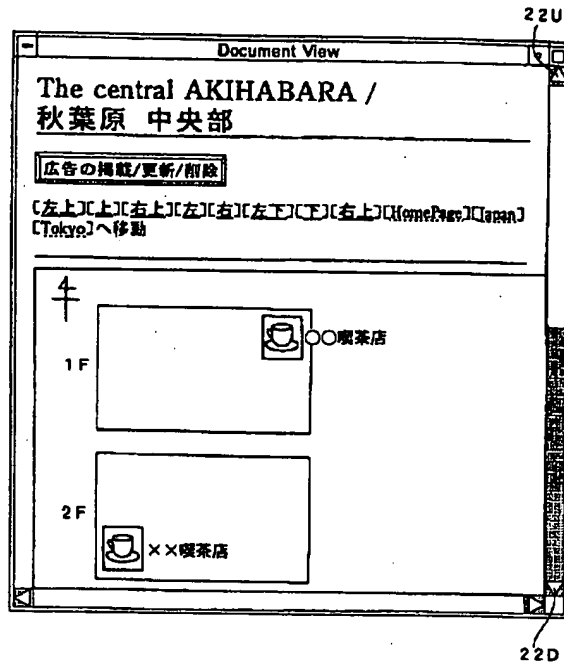 22U
Document View
The central AKIHABARA /
秋葉原 中央部
広告の掲載/更新/削除
[左上][上][右上][左][右][左下][下][右上][HomePage][Japan]
[Tokyo]へ移動
1F
○○喫茶店
2F
××喫茶店
22D